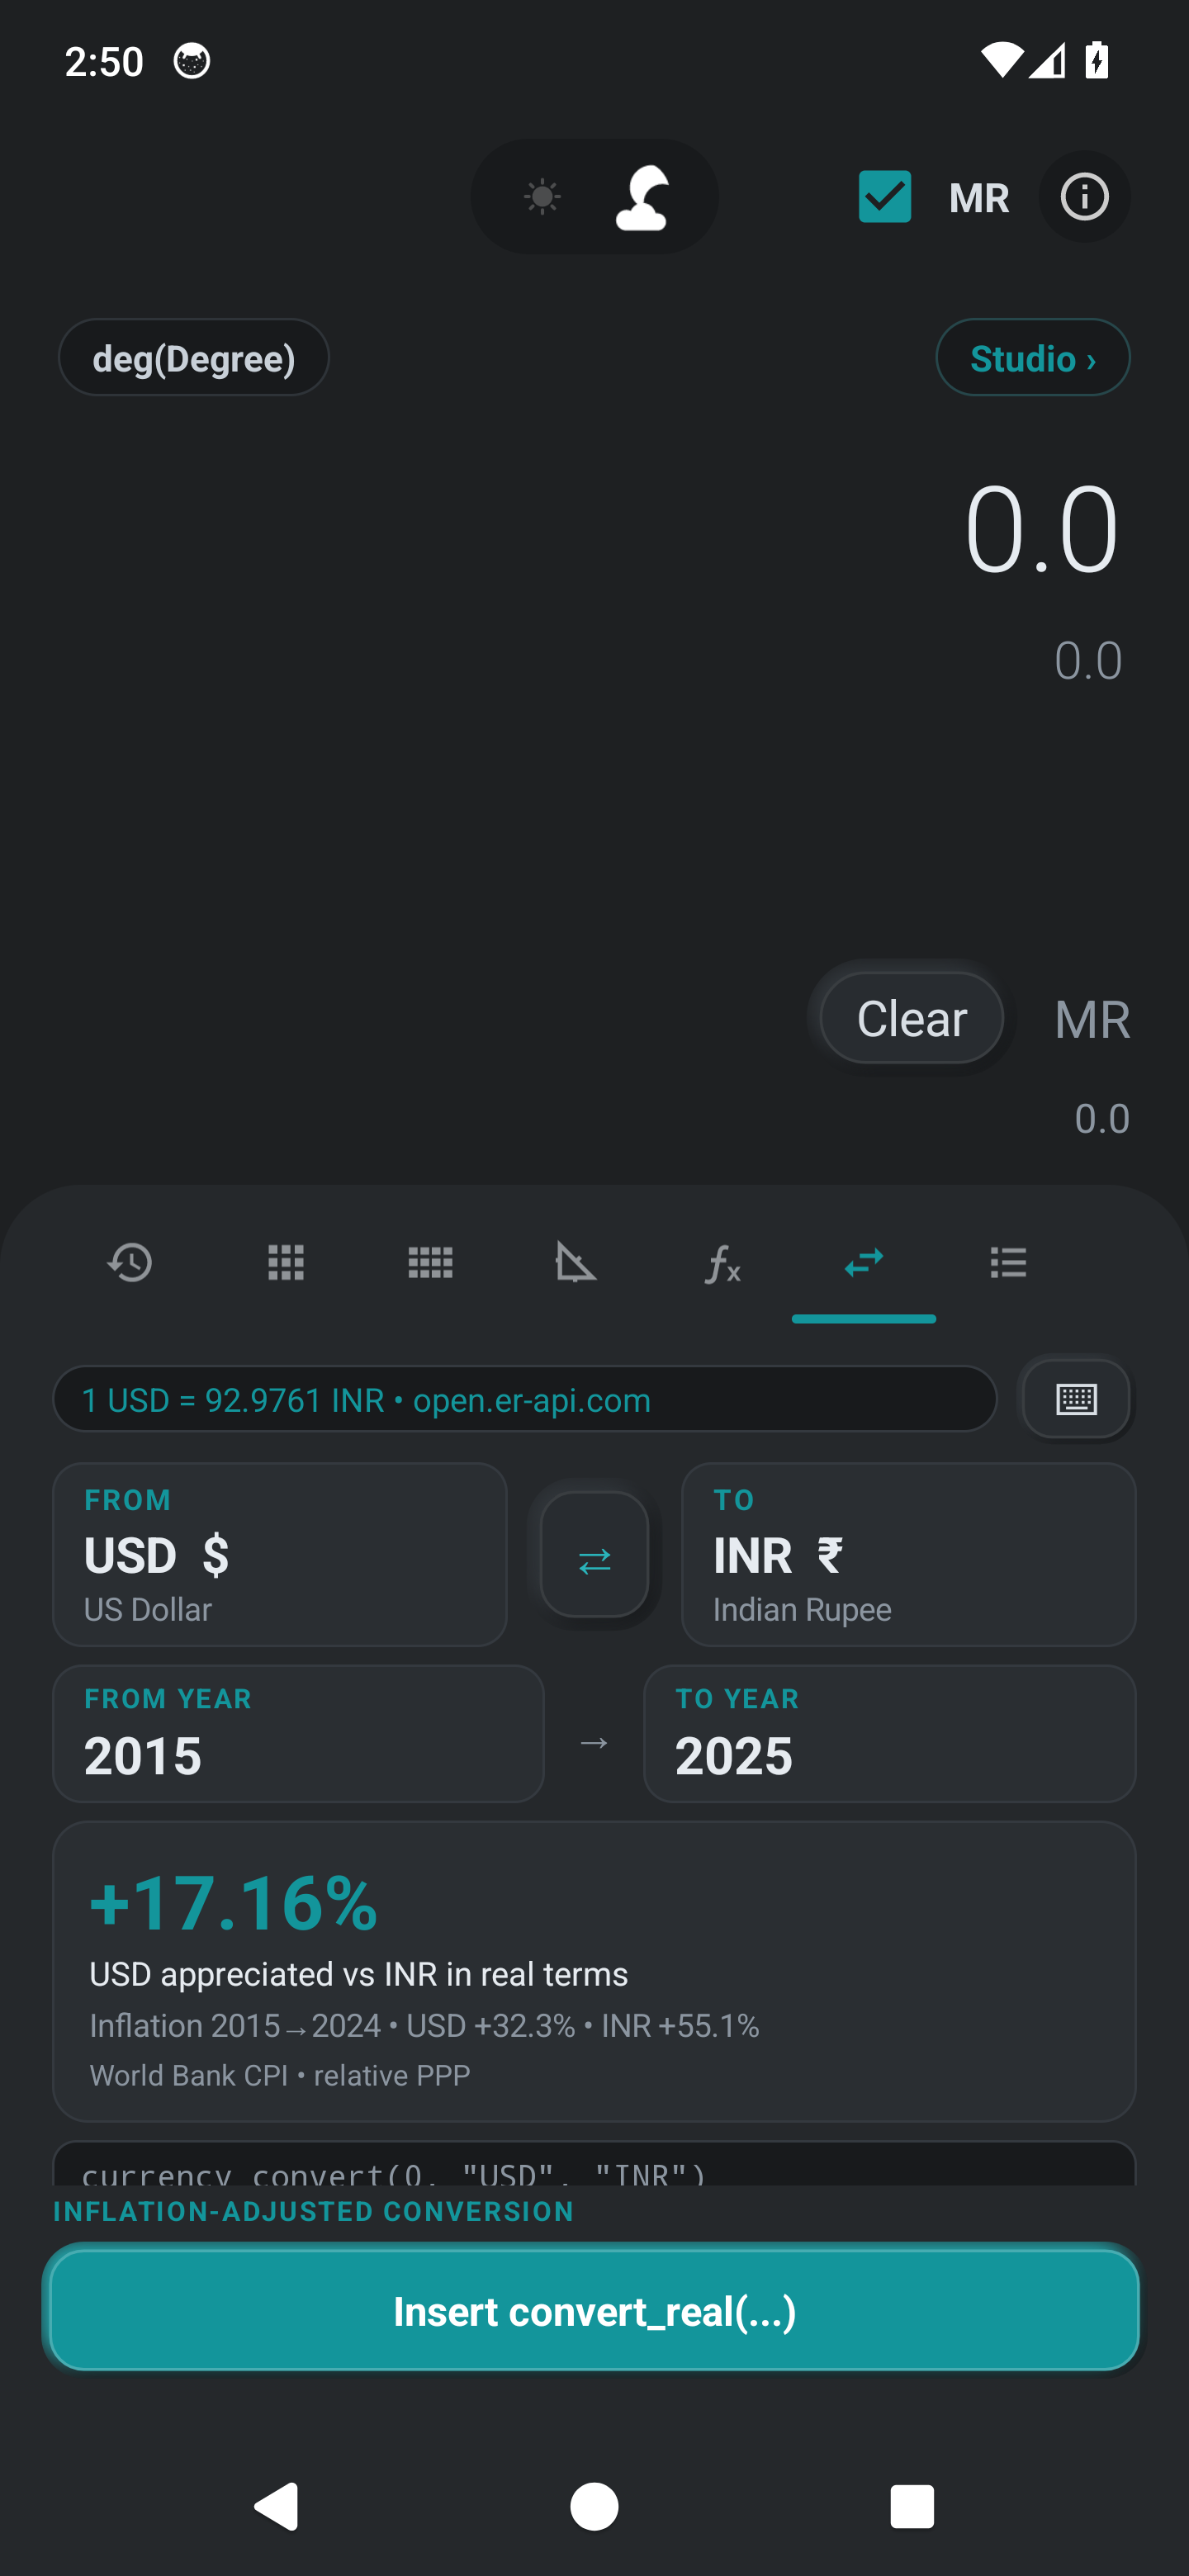 2:50
MR
deg(Degree)
Studio ›
0.0
0.0
Clear
MR
0.0
fx
1 USD = 92.9761 INR • open.er-api.com
FROM
USD $
US Dollar
⇄
TO
INR ₹
Indian Rupee
FROM YEAR
2015
→
TO YEAR
2025
+17.16%
USD appreciated vs INR in real terms
Inflation 2015→2024 • USD +32.3% • INR +55.1%
World Bank CPI • relative PPP
currency_convert(0, "USD", "INR")
INFLATION-ADJUSTED CONVERSION
Insert convert_real(...)